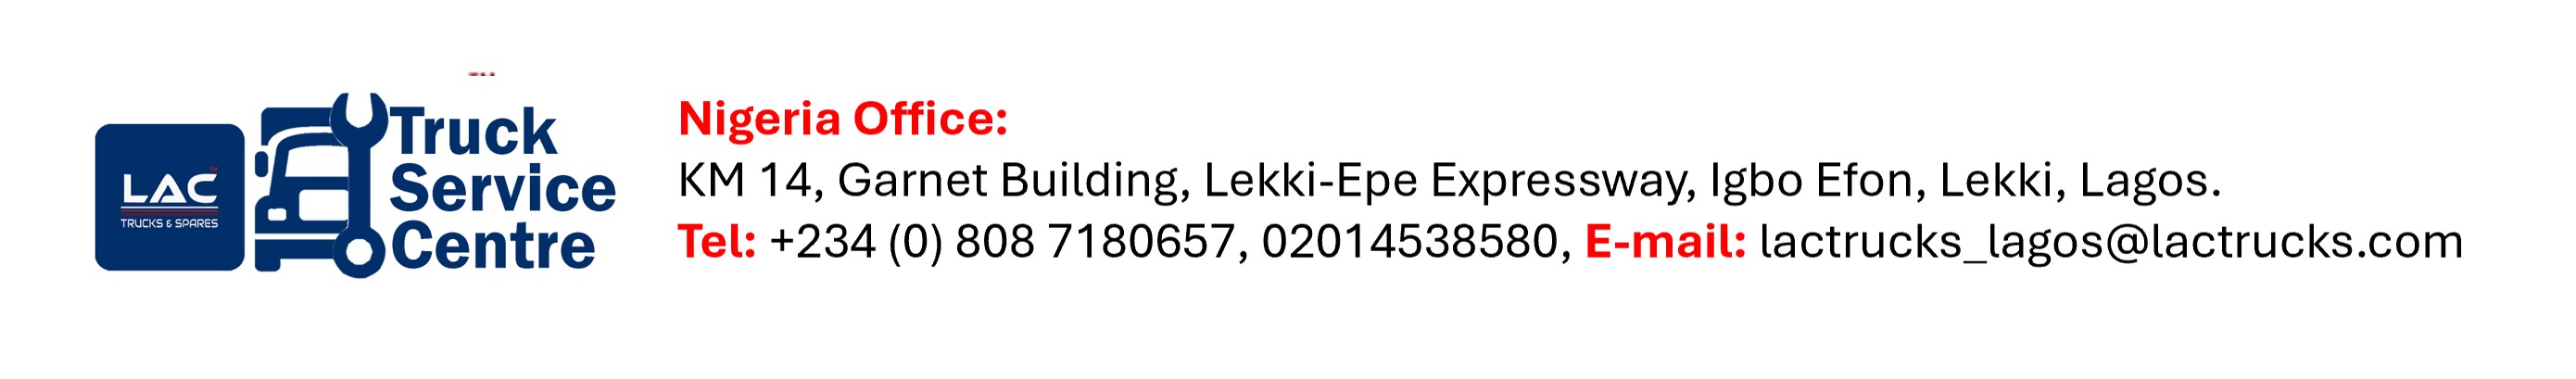 LAC
TRUCKS & SPARES
Truck
Service
Centre
Nigeria Office:
KM 14, Garnet Building, Lekki-Epe Expressway, Igbo Efon, Lekki, Lagos.
Tel: +234 (0) 808 7180657, 02014538580, E-mail: lactrucks_lagos@lactrucks.com